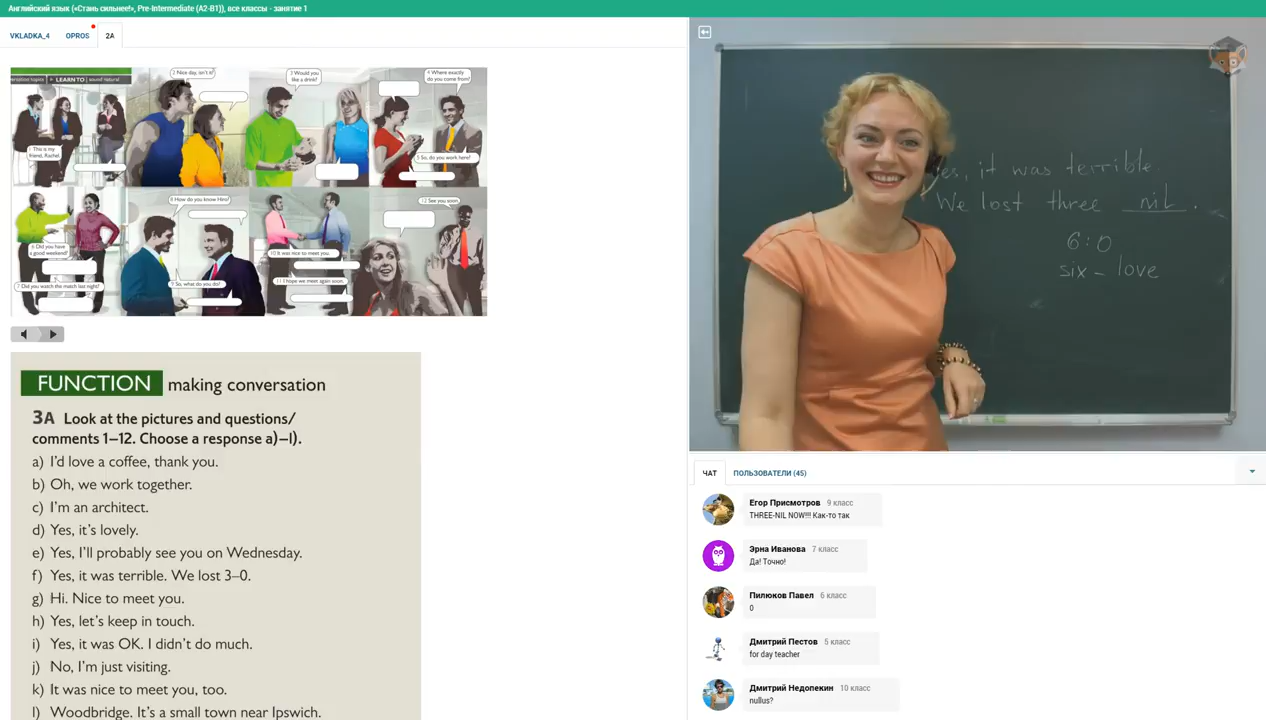 Английский язык («Стань сильнее!», Pre-Intermediate (A2-B1)), все классы - занятие 1
VKLADKA_4
OPROS
2A
LEARN TO | sound natural
1 This is my
friend, Rachel.
2 Nice day, isn't it?
3 Would you
like a drink?
4 Where exactly
do you come from?
5 So, do you work here?
6 Did you have
a good weekend?
7 Did you watch the match last night?
8 How do you know Hiro?
9 So, what do you do?
10 It was nice to meet you.
11 I hope we meet again soon.
12 See you soon.
FUNCTION making conversation
3A Look at the pictures and questions/
comments 1–12. Choose a response a)–l).
a) I'd love a coffee, thank you.
b) Oh, we work together.
c) I'm an architect.
d) Yes, it's lovely.
e) Yes, I'll probably see you on Wednesday.
f) Yes, it was terrible. We lost 3–0.
g) Hi. Nice to meet you.
h) Yes, let's keep in touch.
i) Yes, it was OK. I didn't do much.
j) No, I'm just visiting.
k) It was nice to meet you, too.
l) Woodbridge. It's a small town near Ipswich.
yes, it was terrible.
We lost three nil.
6:0
six - love
ЧАТ
ПОЛЬЗОВАТЕЛИ (45)
Егор Присмотров 9 класс
THREE-NIL NOW!!! Как-то так
Эрна Иванова 7 класс
Да! Точно!
Пилюков Павел 6 класс
0
Дмитрий Пестов 5 класс
for day teacher
Дмитрий Недопекин 10 класс
nullus?